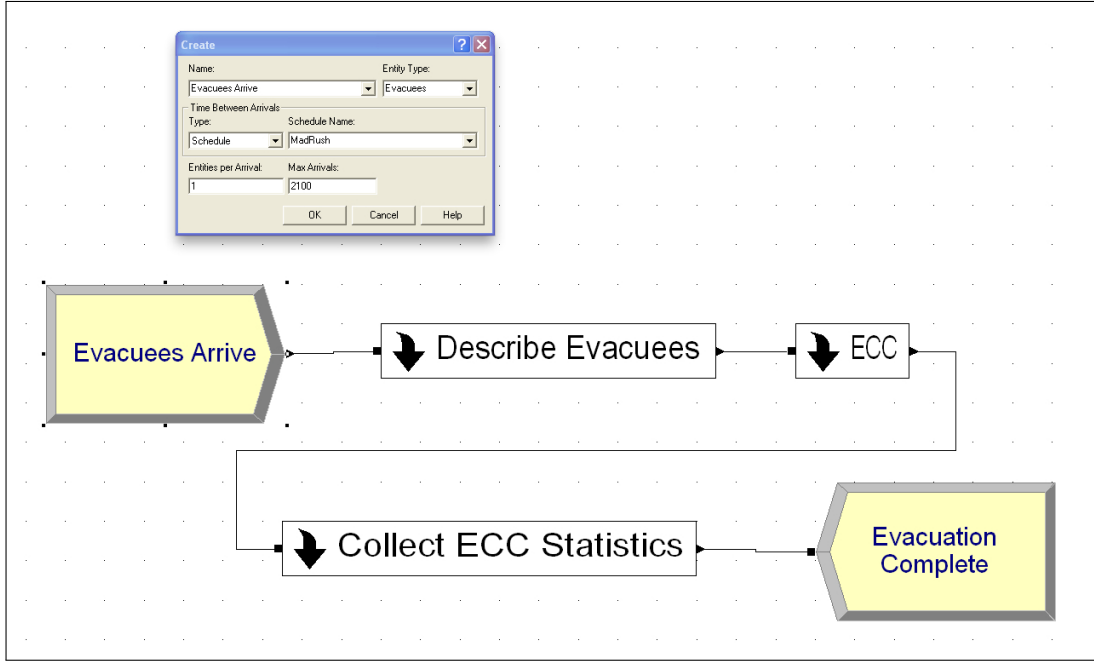 Create
Name:
Entity Type:
Evacuees Arrive
Evacuees
Time Between Arrivals
Type:
Schedule Name:
Schedule
MadRush
Entities per Arrival:
Max Arrivals:
1
2100
OK
Cancel
Help
Evacuees Arrive
Describe Evacuees
ECC
Collect ECC Statistics
Evacuation
Complete